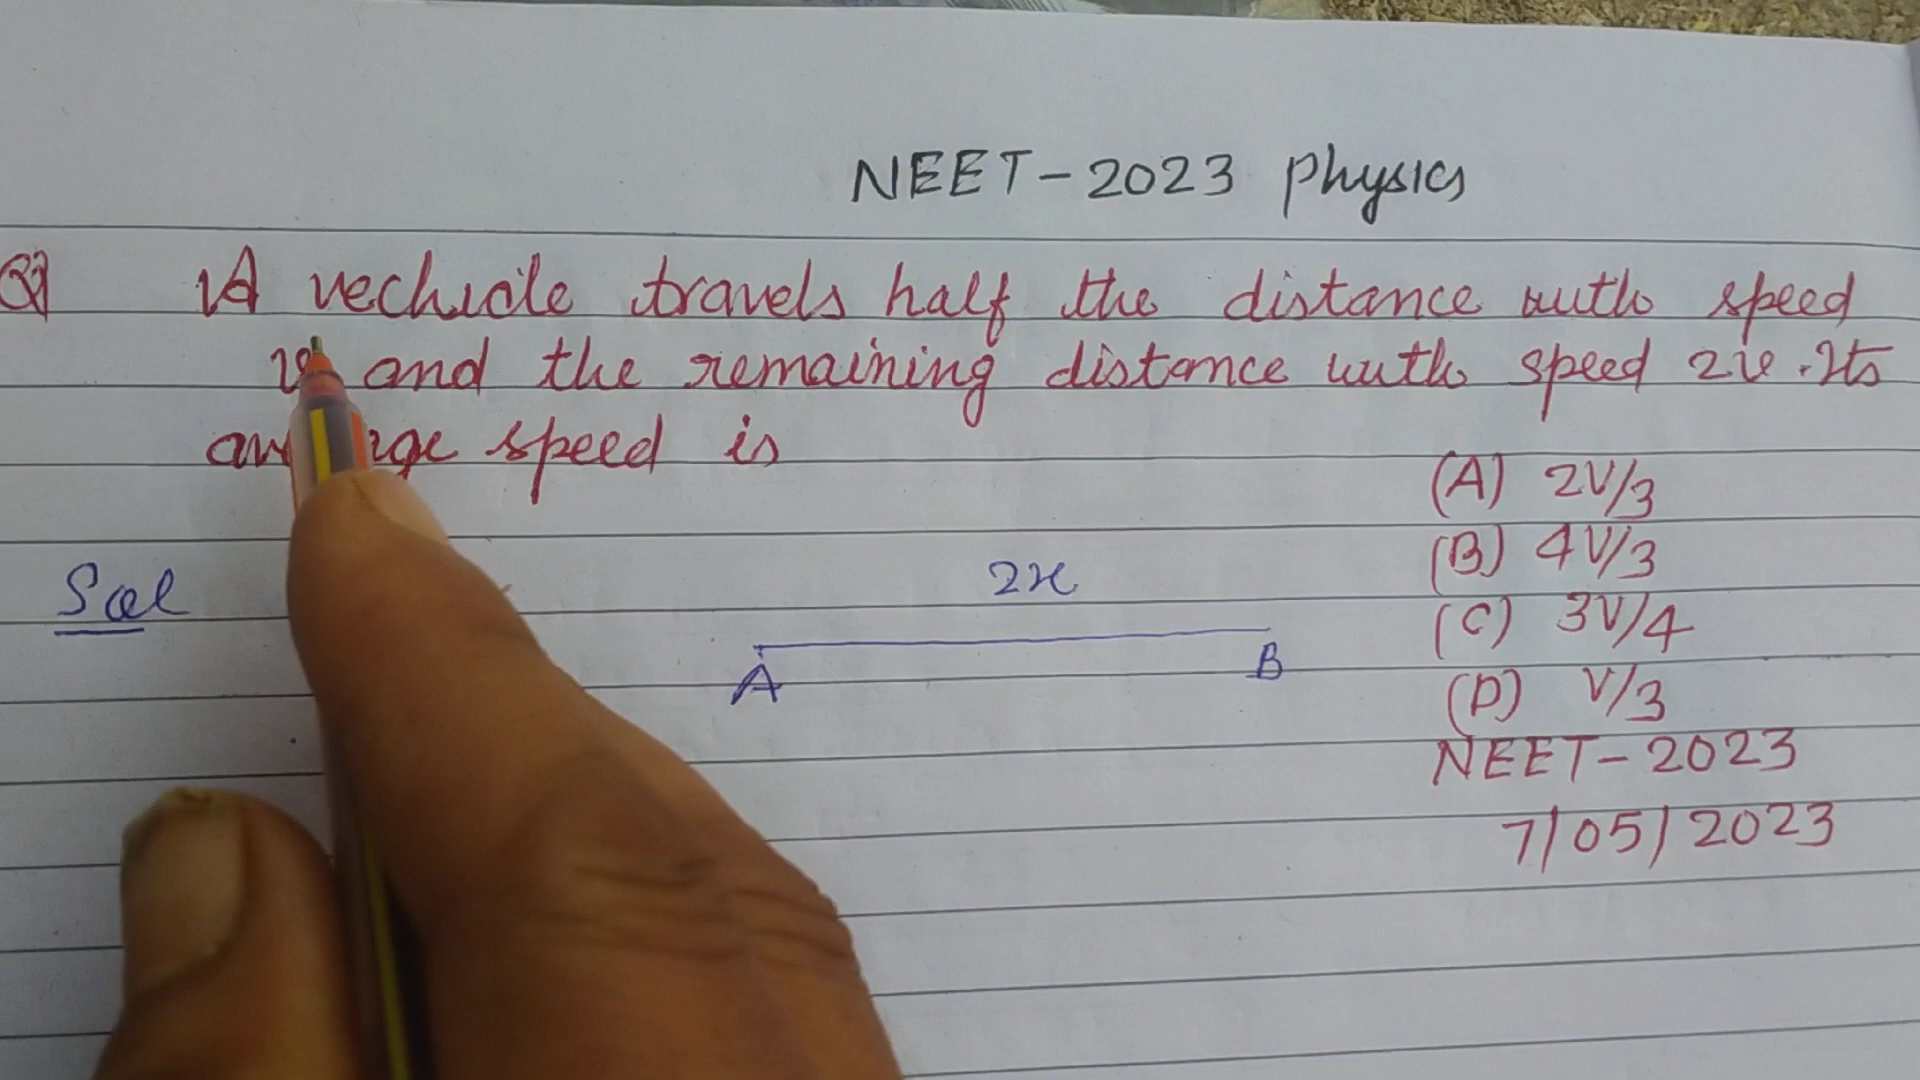 NEET-2023 Physics
Q1 A vechicle travels half the distance with speed
v and the remaining distance with speed 2v. Its
speed is
(A) 2V/3
(B) 4V/3
(C) 3V/4
(D) V/3
NEET-2023
7/05/2023
Sol
2x
A B